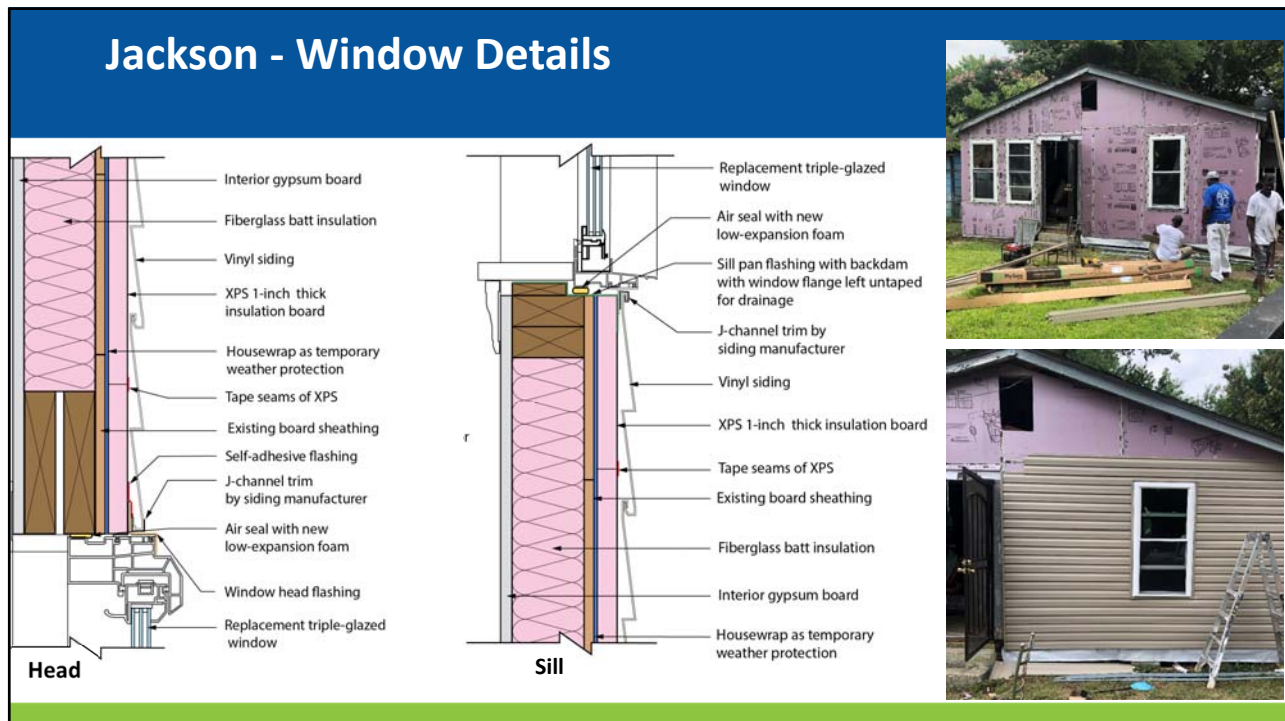 Jackson - Window Details
Interior gypsum board
Fiberglass batt insulation
Vinyl siding
XPS 1-inch thick
insulation board
Housewrap as temporary
weather protection
Tape seams of XPS
Existing board sheathing
Self-adhesive flashing
J-channel trim
by siding manufacturer
Air seal with new
low-expansion foam
Window head flashing
Replacement triple-glazed
window
Head
Replacement triple-glazed
window
Air seal with new
low-expansion foam
Sill pan flashing with backdam
with window flange left untaped
for drainage
J-channel trim by
siding manufacturer
Vinyl siding
r
XPS 1-inch thick insulation board
Tape seams of XPS
Existing board sheathing
Fiberglass batt insulation
Interior gypsum board
Housewrap as temporary
weather protection
Sill